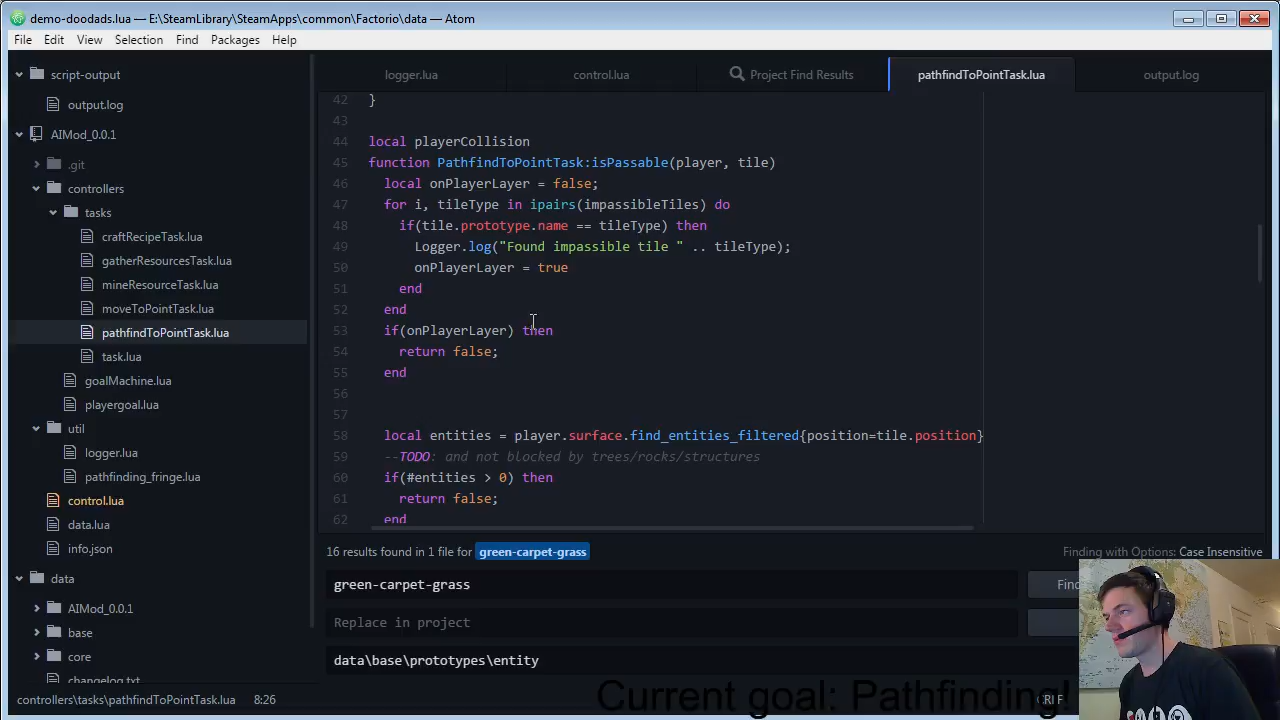 demo-doodads.lua — E:\SteamLibrary\SteamApps\common\Factorio\data — Atom
File Edit View Selection Find Packages Help
script-output
output.log
AIMod_0.0.1
.git
controllers
tasks
craftRecipeTask.lua
gatherResourcesTask.lua
mineResourceTask.lua
moveToPointTask.lua
pathfindToPointTask.lua
task.lua
goalMachine.lua
playergoal.lua
util
logger.lua
pathfinding_fringe.lua
control.lua
data.lua
info.json
data
AIMod_0.0.1
base
core
changelog.txt
logger.lua control.lua Project Find Results pathfindToPointTask.lua output.log
42 }
43
44 local playerCollision
45 function PathfindToPointTask:isPassable(player, tile)
46 local onPlayerLayer = false;
47 for i, tileType in ipairs(impassibleTiles) do
48 if(tile.prototype.name == tileType) then
49 Logger.log("Found impassible tile " .. tileType);
50 onPlayerLayer = true
51 end
52 end
53 if(onPlayerLayer) then
54 return false;
55 end
56
57
58 local entities = player.surface.find_entities_filtered{position=tile.position}
59 --TODO: and not blocked by trees/rocks/structures
60 if(#entities > 0) then
61 return false;
62 end
16 results found in 1 file for green-carpet-grass
Finding with Options: Case Insensitive
green-carpet-grass
Find
Replace in project
data\base\prototypes\entity
Current goal: Pathfinding!
controllers\tasks\pathfindToPointTask.lua 8:26